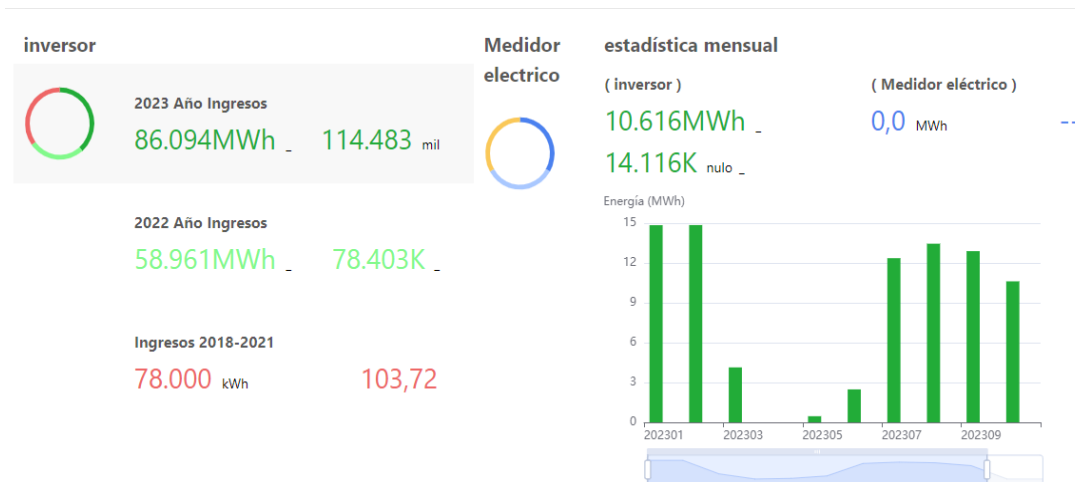 inversor
2023 Año Ingresos
86.094MWh _ 114.483 mil
2022 Año Ingresos
58.961MWh _ 78.403K _
Ingresos 2018-2021
78.000 kWh 103,72
Medidor
electrico
estadística mensual
( inversor )
10.616MWh _
14.116K nulo _
( Medidor eléctrico )
0,0 MWh --
Energía (MWh)
15
12
9
6
3
0
202301 202303 202305 202307 202309